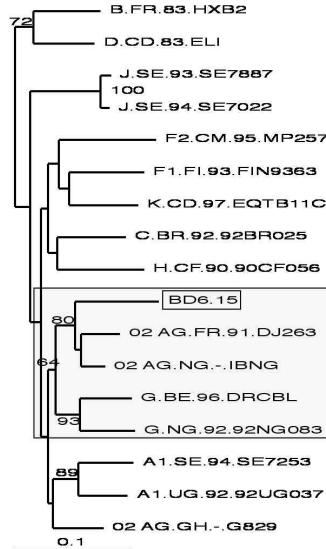 B.FR.83.HXB2
72
D.CD.83.ELI
J.SE.93.SE7887
100
J.SE.94.SE7022
F2.CM.95.MP257
F1.FI.93.FIN9363
K.CD.97.EQTB11C
C.BR.92.92BR025
H.CF.90.90CF056
BD6.15
80
02 AG.FR.91.DJ263
64
02 AG.NG.-.IBNG
G.BE.96.DRCBL
93
G.NG.92.92NG083
A1.SE.94.SE7253
89
A1.UG.92.92UG037
02 AG.GH.-.G829
0.1